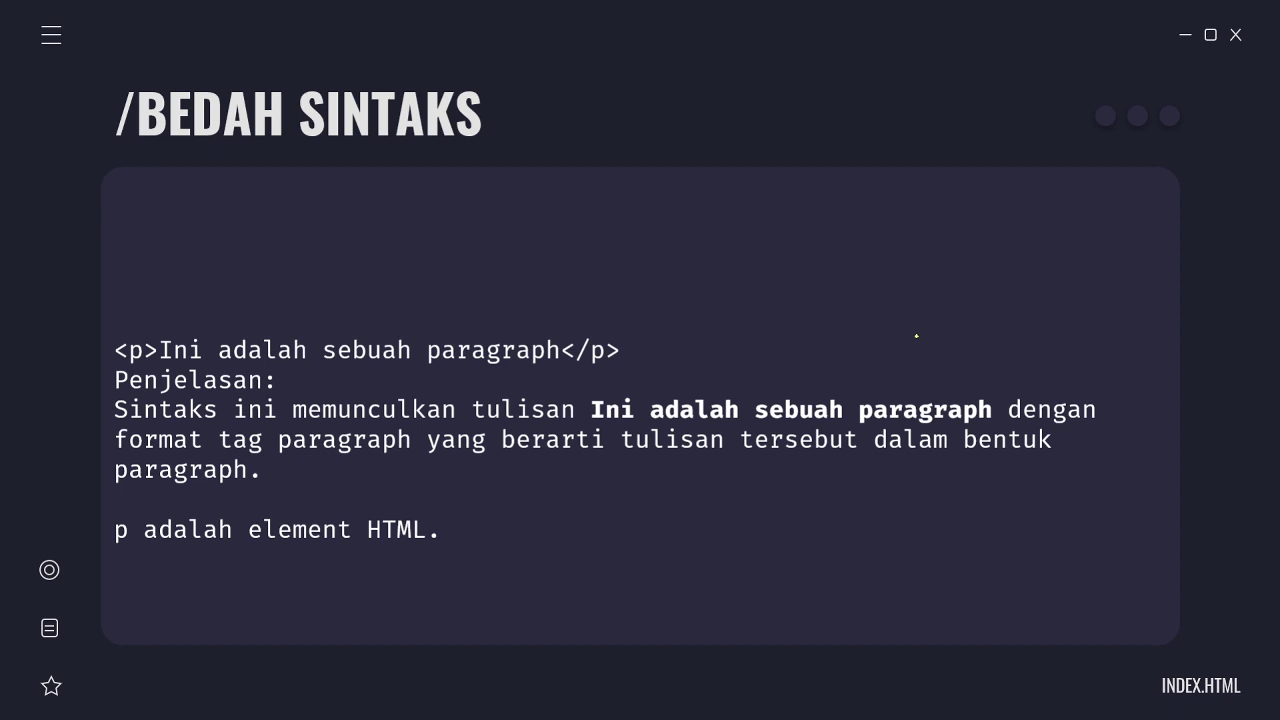 /BEDAH SINTAKS
<p>Ini adalah sebuah paragraph</p>
Penjelasan:
Sintaks ini memunculkan tulisan Ini adalah sebuah paragraph dengan
format tag paragraph yang berarti tulisan tersebut dalam bentuk
paragraph.
p adalah element HTML.
INDEX.HTML